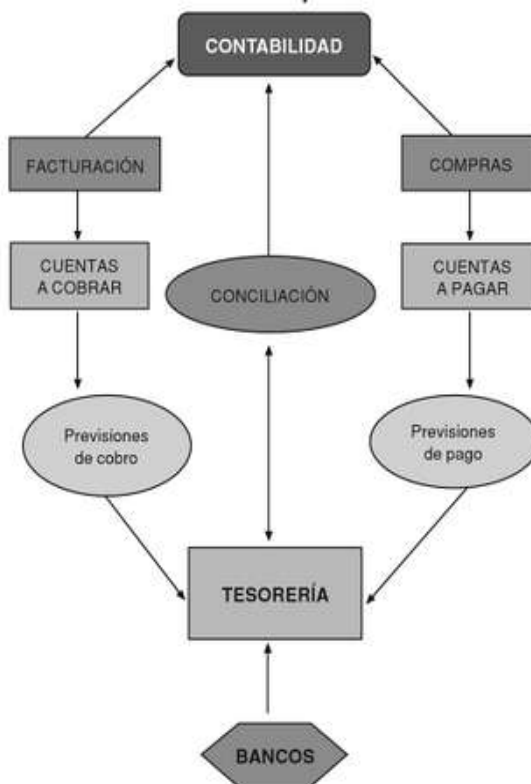 CONTABILIDAD
FACTURACIÓN
COMPRAS
CUENTAS
A COBRAR
CONCILIACIÓN
CUENTAS
A PAGAR
Previsiones
de cobro
Previsiones
de pago
TESORERÍA
BANCOS